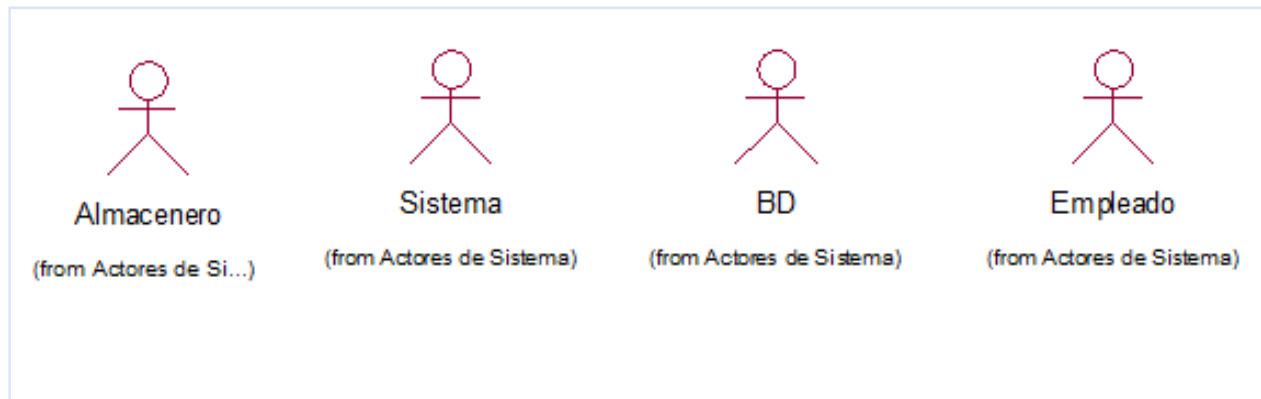 Almacenero
(from Actores de Si...)
Sistema
(from Actores de Sistema)
BD
(from Actores de Sistema)
Empleado
(from Actores de Sistema)